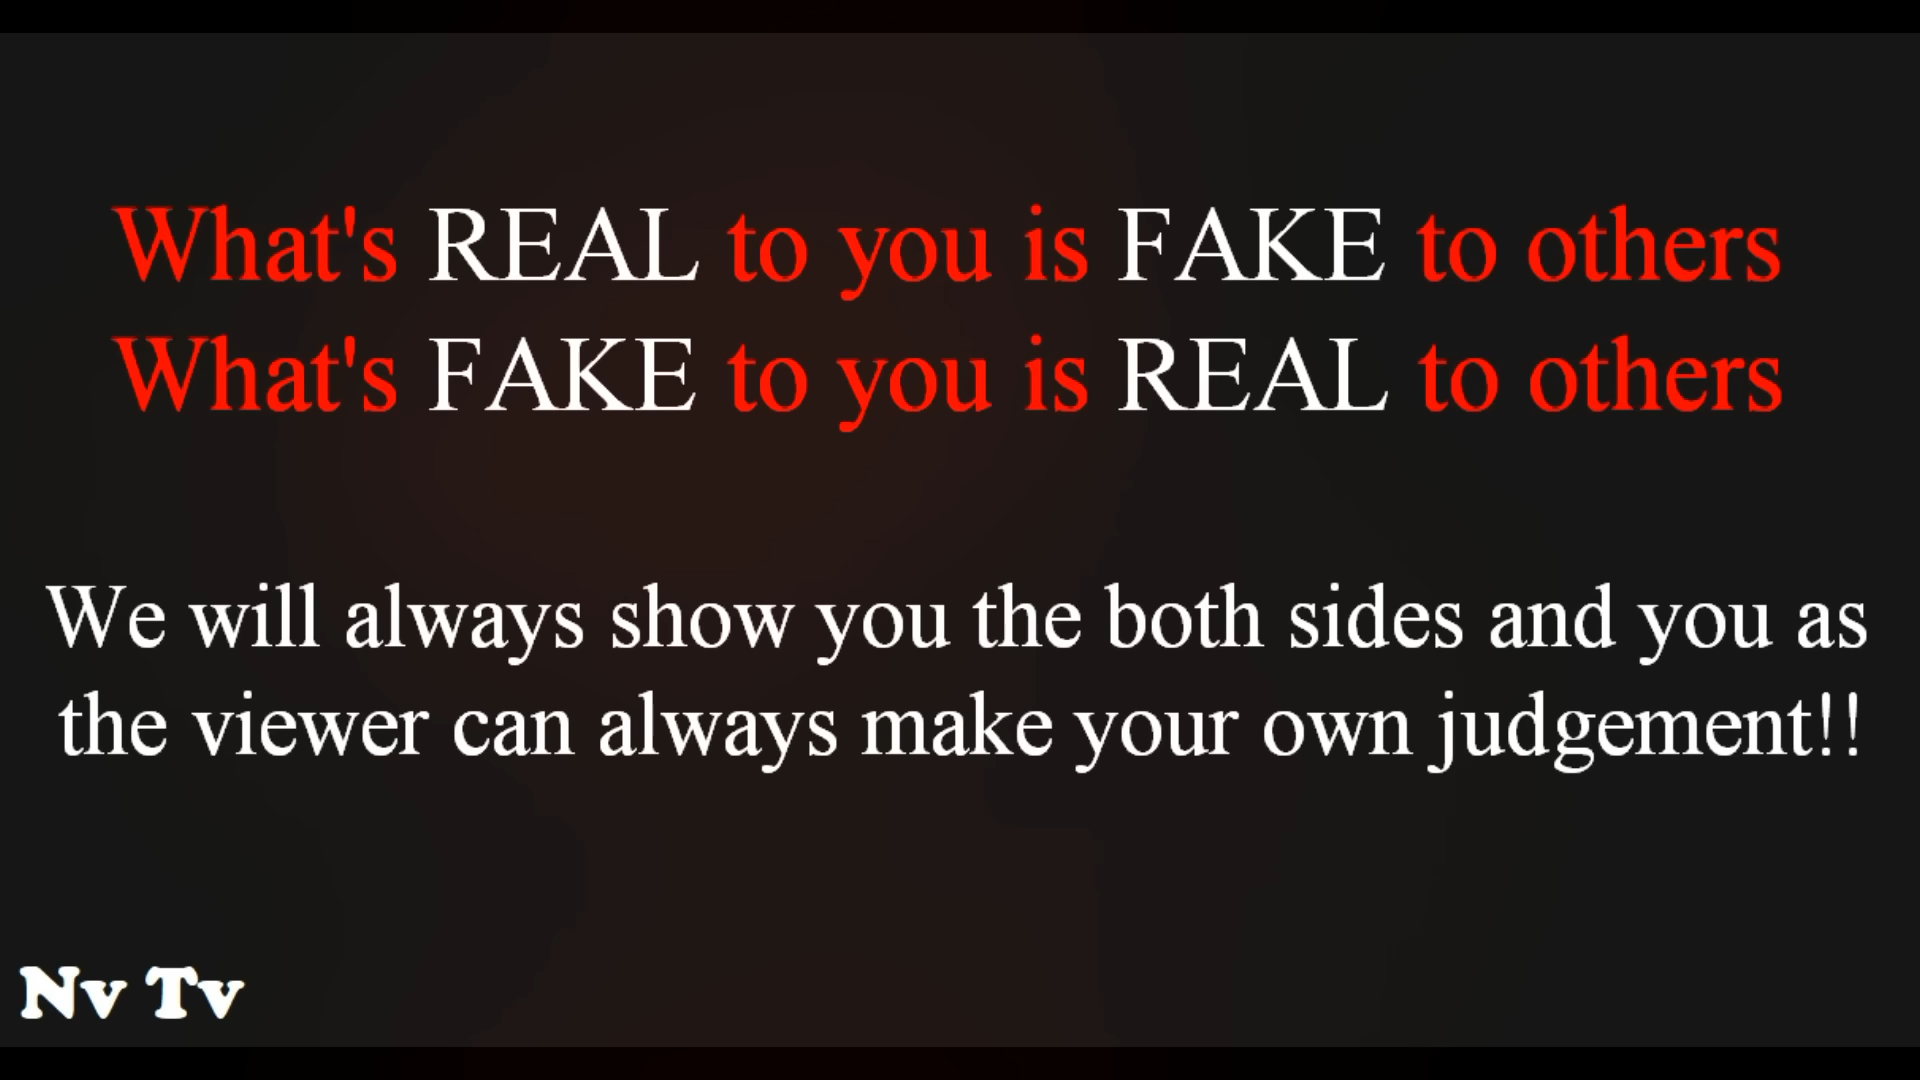 What's REAL to you is FAKE to others
What's FAKE to you is REAL to others
We will always show you the both sides and you as
the viewer can always make your own judgement!!
Nv Tv